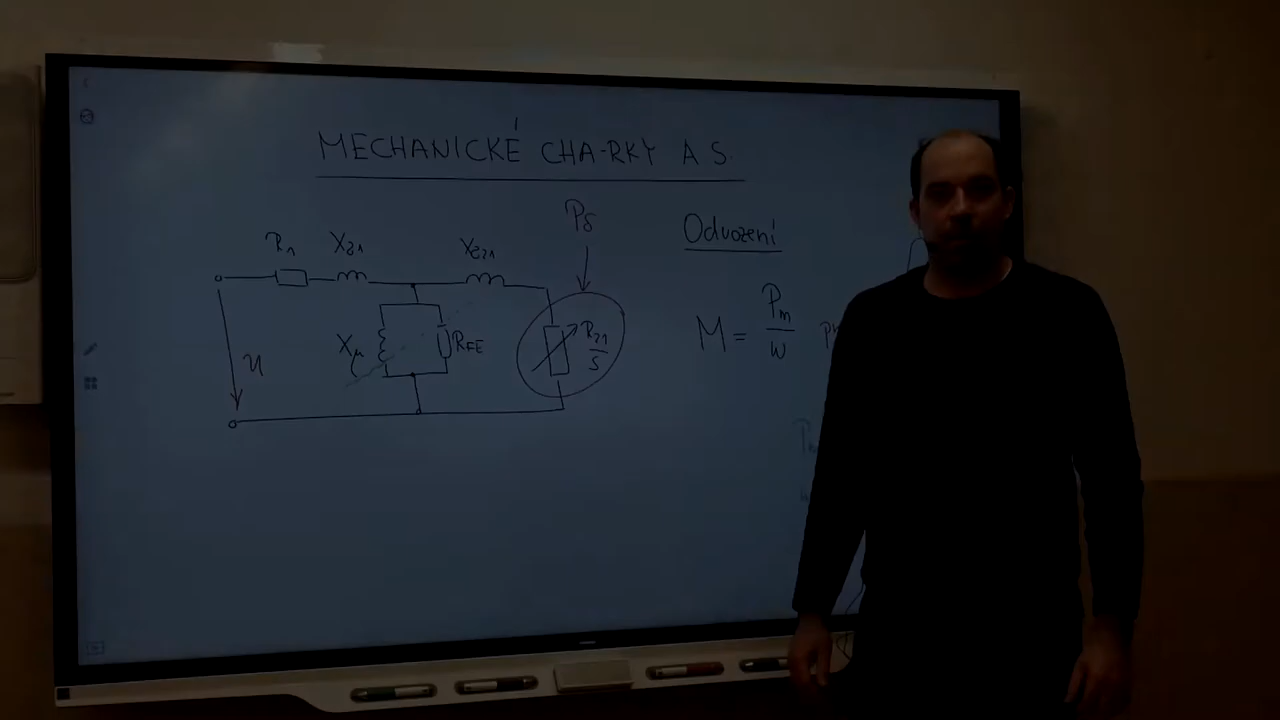 MECHANICKÉ CHA-RKY A S.
Pδ
Odvození
R1 Xσ1 Xσ21
M = Pm / ω
U Xμ RFE R21 / s